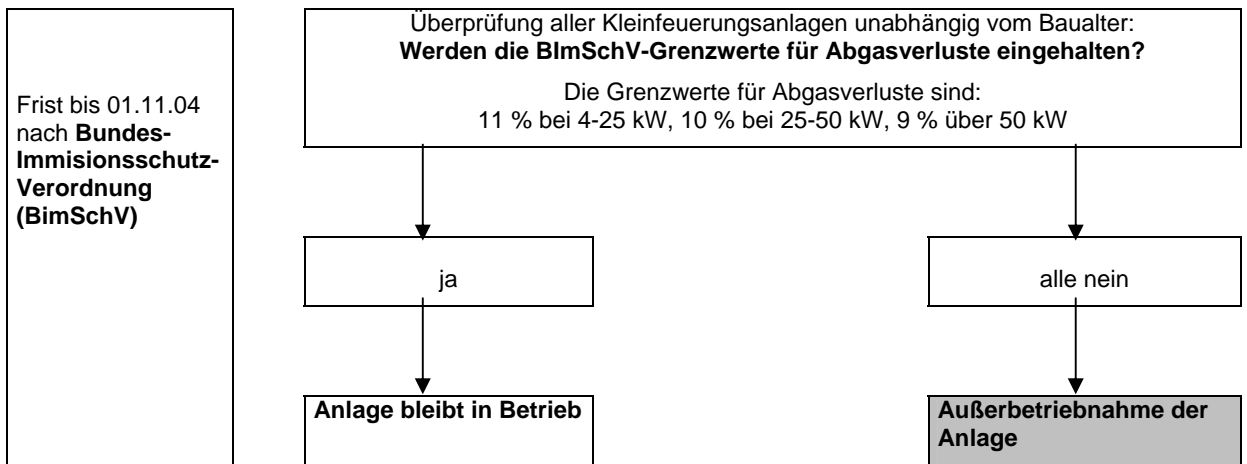 Frist bis 01.11.04
nach Bundes-
Immisionsschutz-
Verordnung
(BimSchV)
Überprüfung aller Kleinfeuerungsanlagen unabhängig vom Baualter:
Werden die BImSchV-Grenzwerte für Abgasverluste eingehalten?
Die Grenzwerte für Abgasverluste sind:
11 % bei 4-25 kW, 10 % bei 25-50 kW, 9 % über 50 kW
ja
alle nein
Anlage bleibt in Betrieb
Außerbetriebnahme der
Anlage